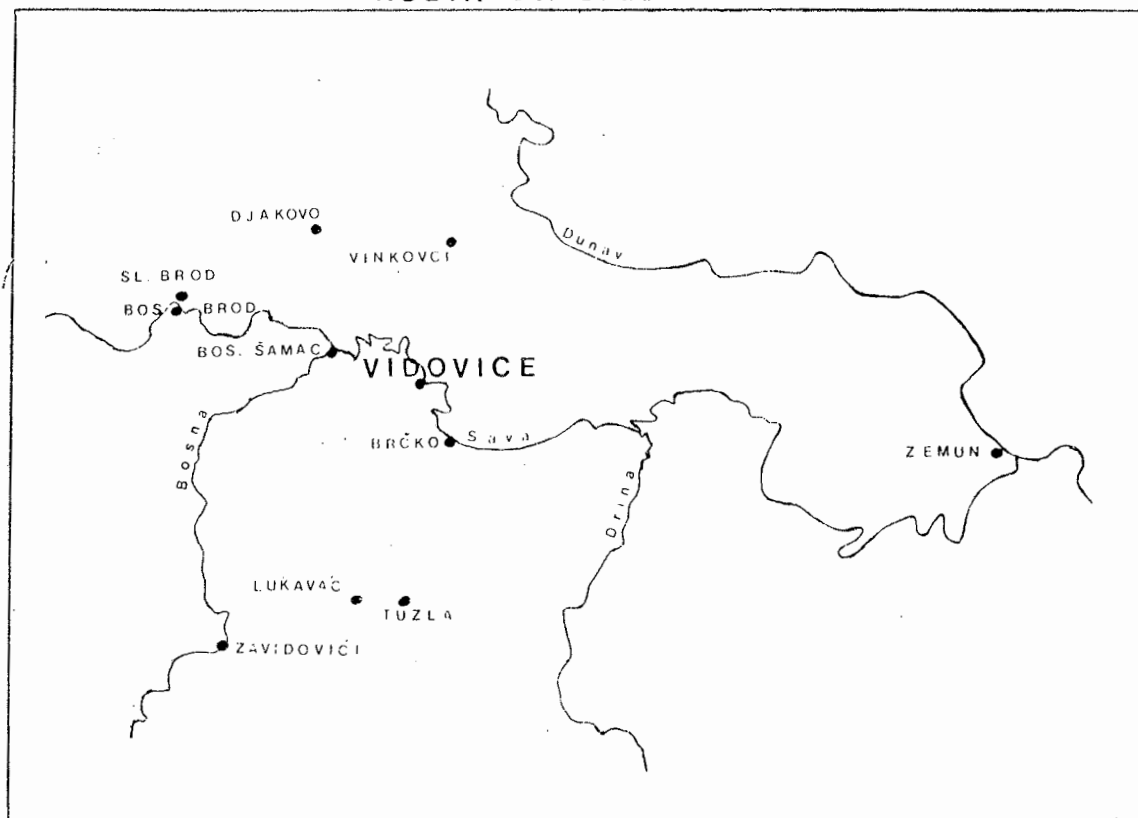 DJAKOVO
Dunav
VINKOVCI
SL. BROD
BOS. BROD
BOS. ŠAMAC
VIDOVICE
Bosna
BRČKO
Sava
ZEMUN
Drina
LUKAVAC
TUZLA
ZAVIDOVIĆI